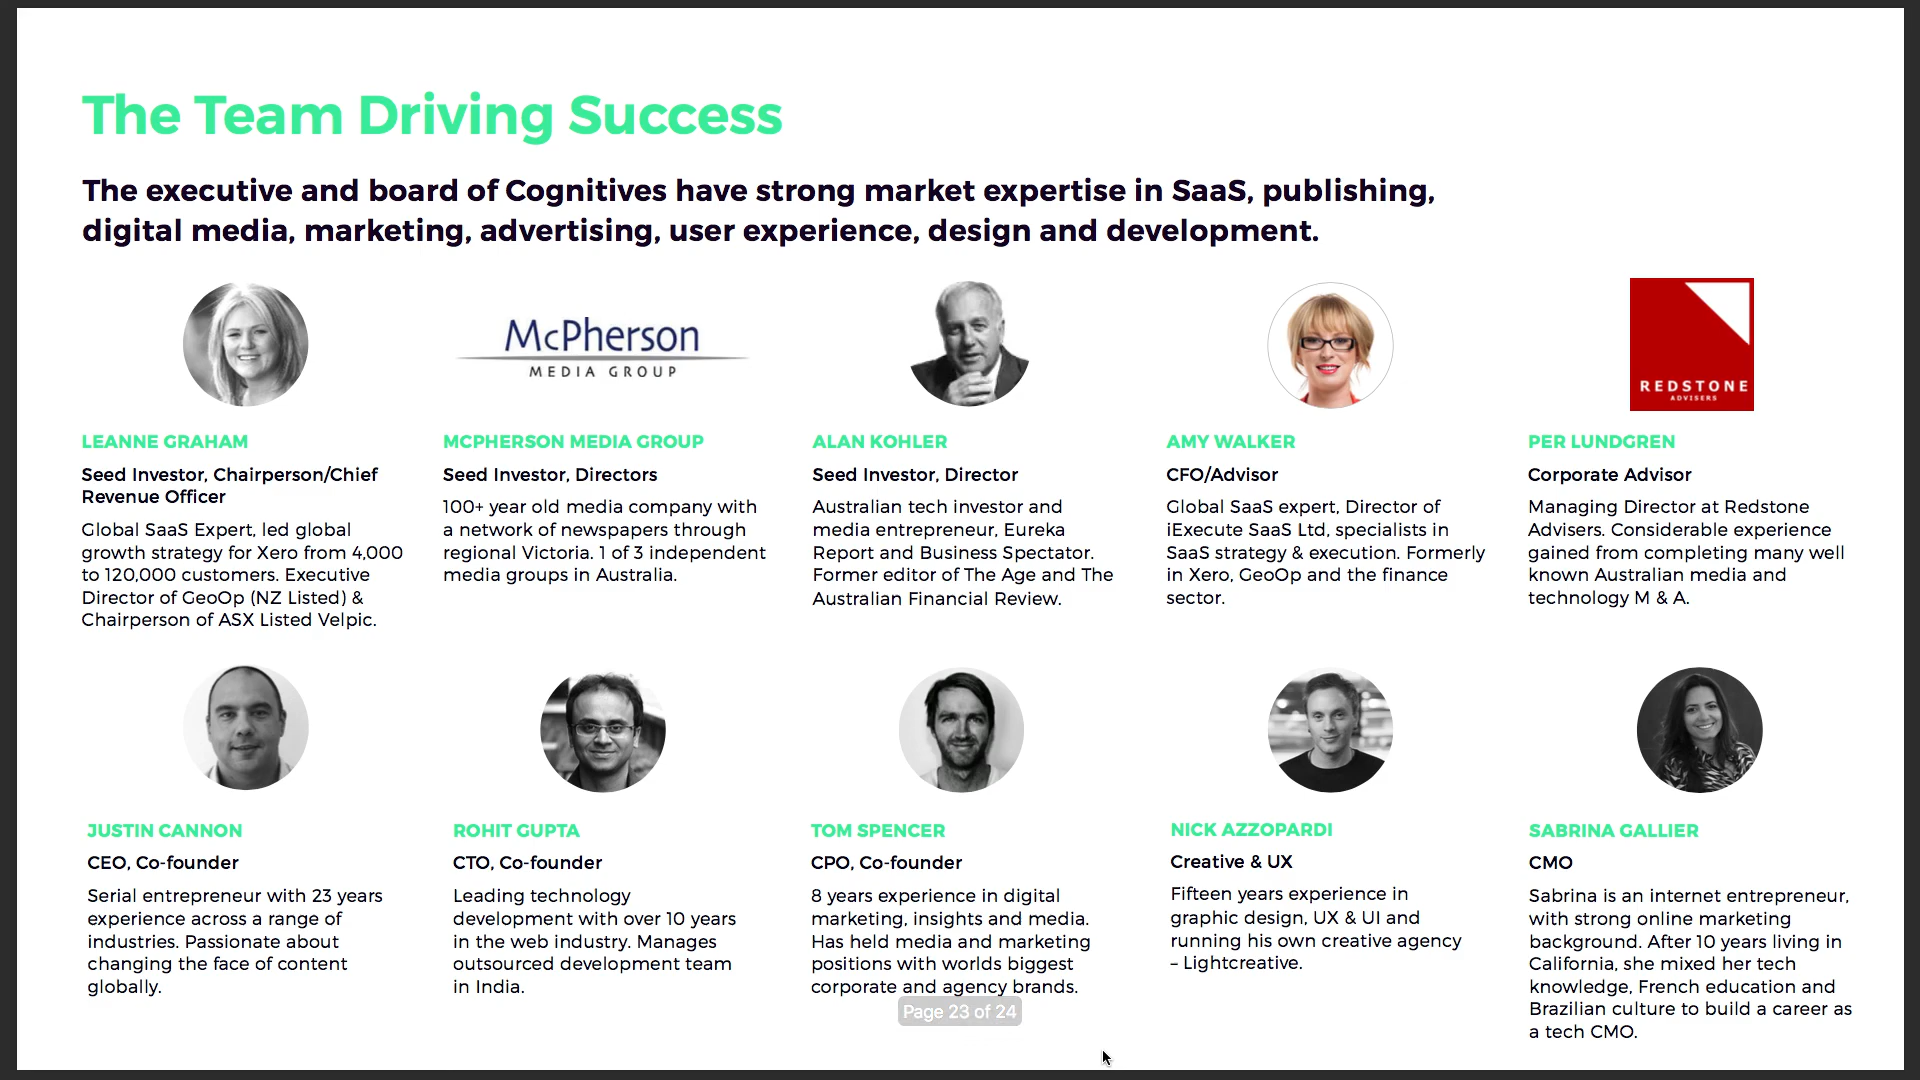 The Team Driving Success
The executive and board of Cognitives have strong market expertise in SaaS, publishing,
digital media, marketing, advertising, user experience, design and development.
McPherson
MEDIA GROUP
REDSTONE
ADVISERS
LEANNE GRAHAM
Seed Investor, Chairperson/Chief
Revenue Officer
Global SaaS Expert, led global
growth strategy for Xero from 4,000
to 120,000 customers. Executive
Director of GeoOp (NZ Listed) &
Chairperson of ASX Listed Velpic.
MCPHERSON MEDIA GROUP
Seed Investor, Directors
100+ year old media company with
a network of newspapers through
regional Victoria. 1 of 3 independent
media groups in Australia.
ALAN KOHLER
Seed Investor, Director
Australian tech investor and
media entrepreneur, Eureka
Report and Business Spectator.
Former editor of The Age and The
Australian Financial Review.
AMY WALKER
CFO/Advisor
Global SaaS expert, Director of
iExecute SaaS Ltd, specialists in
SaaS strategy & execution. Formerly
in Xero, GeoOp and the finance
sector.
PER LUNDGREN
Corporate Advisor
Managing Director at Redstone
Advisers. Considerable experience
gained from completing many well
known Australian media and
technology M & A.
JUSTIN CANNON
CEO, Co-founder
Serial entrepreneur with 23 years
experience across a range of
industries. Passionate about
changing the face of content
globally.
ROHIT GUPTA
CTO, Co-founder
Leading technology
development with over 10 years
in the web industry. Manages
outsourced development team
in India.
TOM SPENCER
CPO, Co-founder
8 years experience in digital
marketing, insights and media.
Has held media and marketing
positions with worlds biggest
corporate and agency brands.
NICK AZZOPARDI
Creative & UX
Fifteen years experience in
graphic design, UX & UI and
running his own creative agency
– Lightcreative.
SABRINA GALLIER
CMO
Sabrina is an internet entrepreneur,
with strong online marketing
background. After 10 years living in
California, she mixed her tech
knowledge, French education and
Brazilian culture to build a career as
a tech CMO.
Page 23 of 24